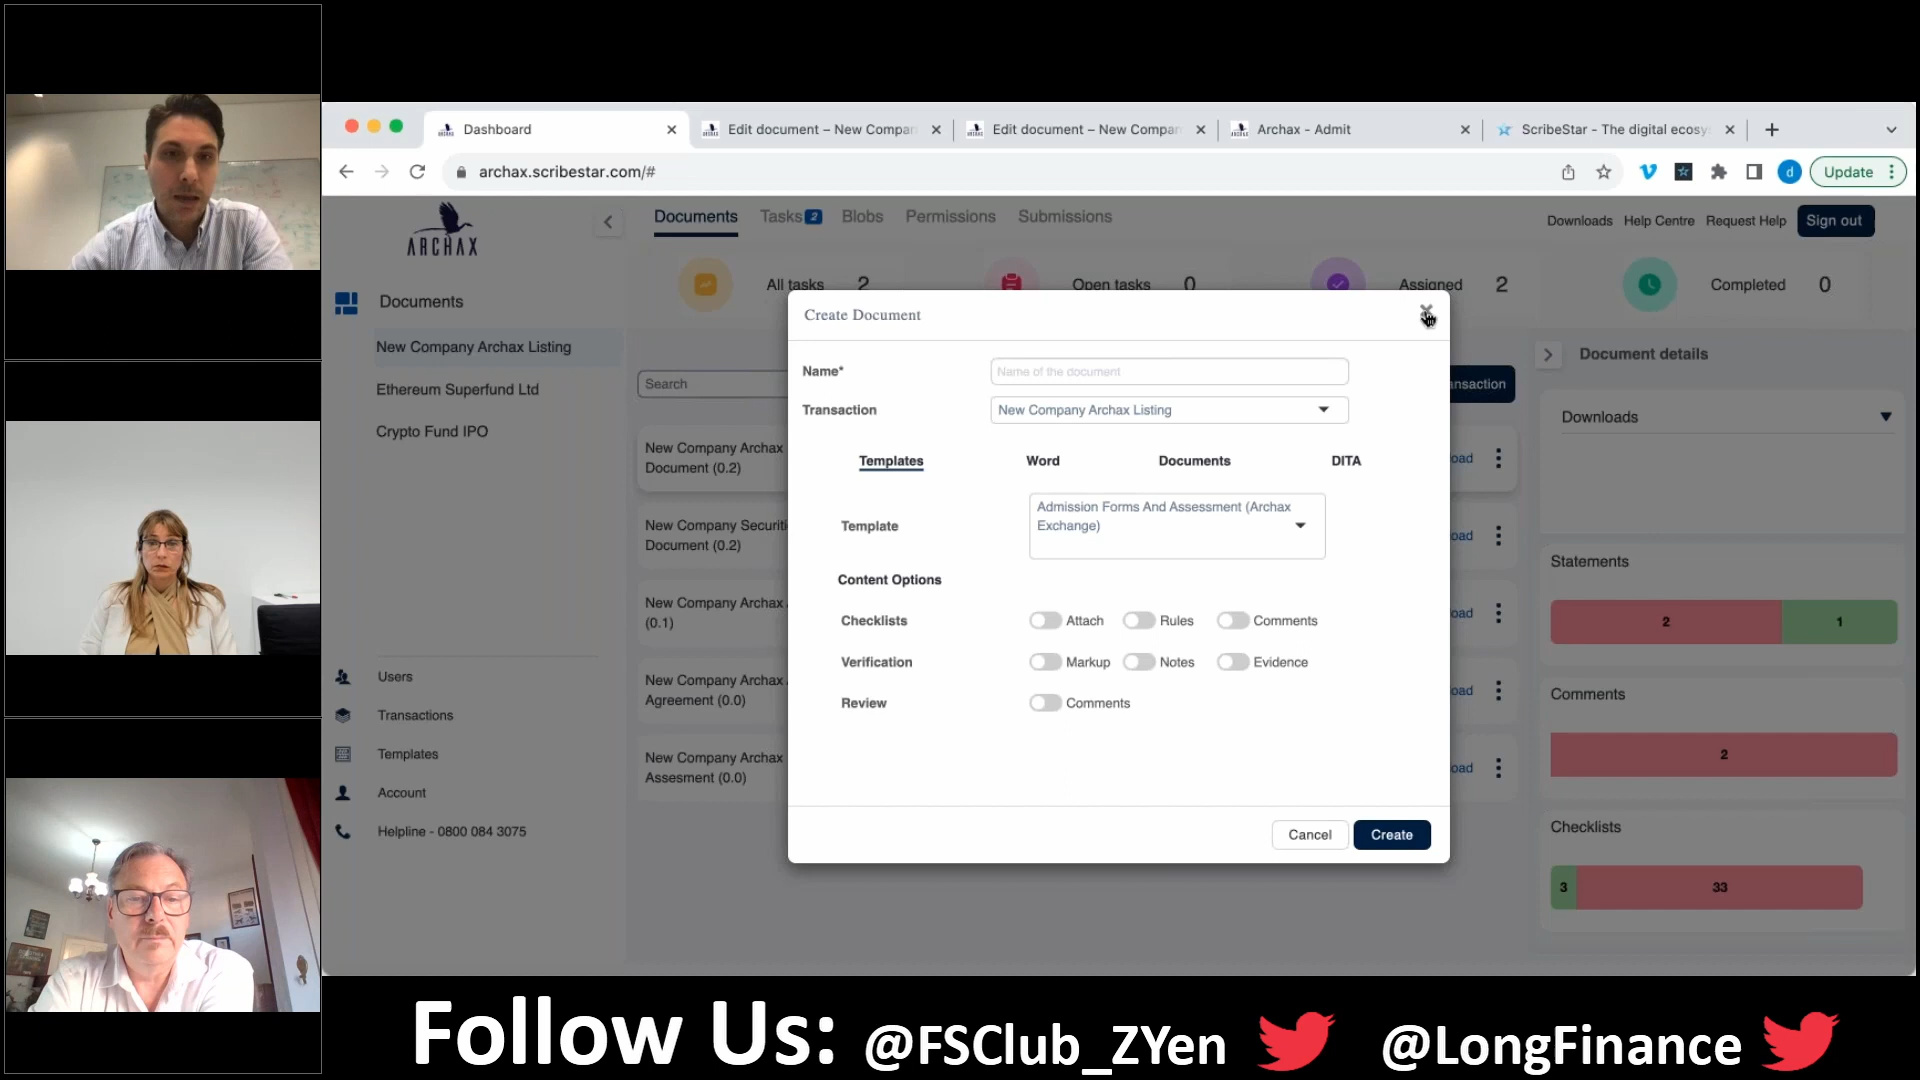 Dashboard
Edit document – New Compan
Edit document – New Compan
Archax - Admit
ScribeStar - The digital ecosy
archax.scribestar.com/#
d
Update
ARCHAX
Documents
Tasks 2
Blobs
Permissions
Submissions
Downloads
Help Centre
Request Help
Sign out
All tasks 2
Open tasks 0
Assigned 2
Completed 0
Documents
New Company Archax Listing
Ethereum Superfund Ltd
Crypto Fund IPO
Users
Transactions
Templates
Account
Helpline - 0800 084 3075
Search
ansaction
New Company Archax
Document (0.2)
oad
New Company Securiti
Document (0.2)
oad
New Company Archax
(0.1)
oad
New Company Archax
Agreement (0.0)
oad
New Company Archax
Assesment (0.0)
oad
Create Document
Name*
Name of the document
Transaction
New Company Archax Listing
Templates
Word
Documents
DITA
Template
Admission Forms And Assessment (Archax
Exchange)
Content Options
Checklists
Attach
Rules
Comments
Verification
Markup
Notes
Evidence
Review
Comments
Cancel
Create
Document details
Downloads
Statements
2
1
Comments
2
Checklists
3
33
Follow Us: @FSClub_ZYen @LongFinance